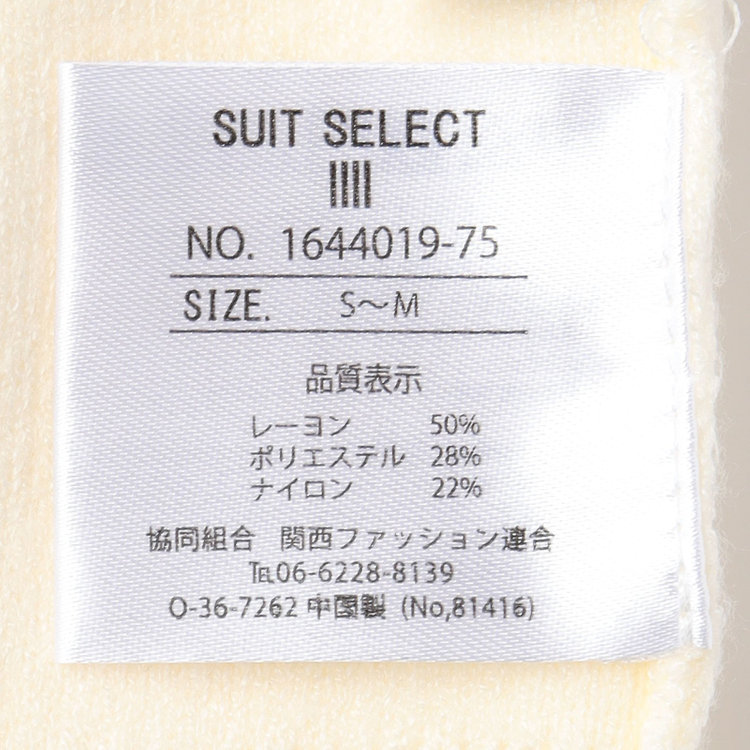 SUIT SELECT
NO. 1644019-75
SIZE. S〜M
品質表示
レーヨン 50%
ポリエステル 28%
ナイロン 22%
協同組合 関西ファッション連合
℡06-6228-8139
O-36-7262 中国製 (No,81416)